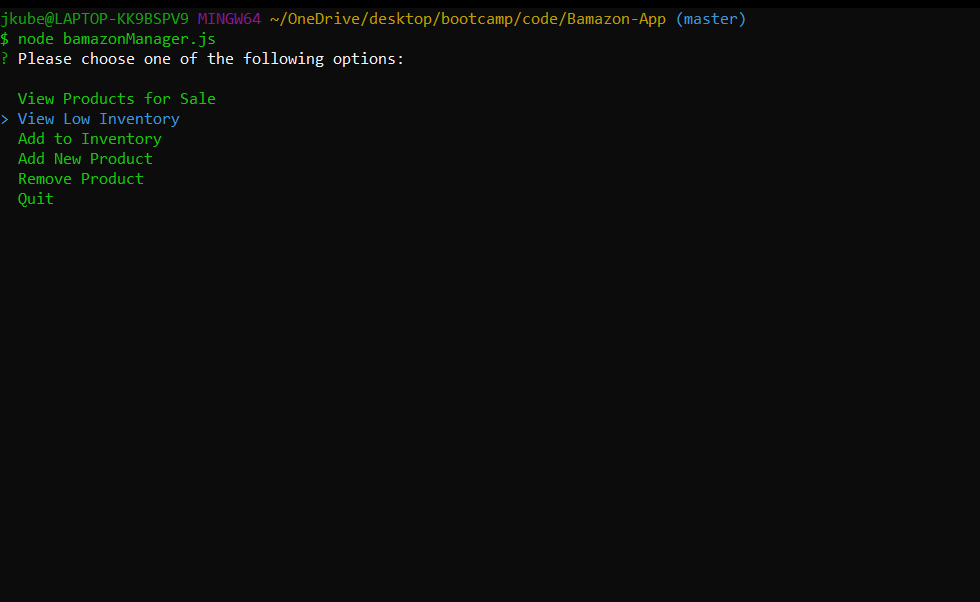 jkube@LAPTOP-KK9BSPV9 MINGW64 ~/OneDrive/desktop/bootcamp/code/Bamazon-App (master)
$ node bamazonManager.js
? Please choose one of the following options:
View Products for Sale
> View Low Inventory
Add to Inventory
Add New Product
Remove Product
Quit